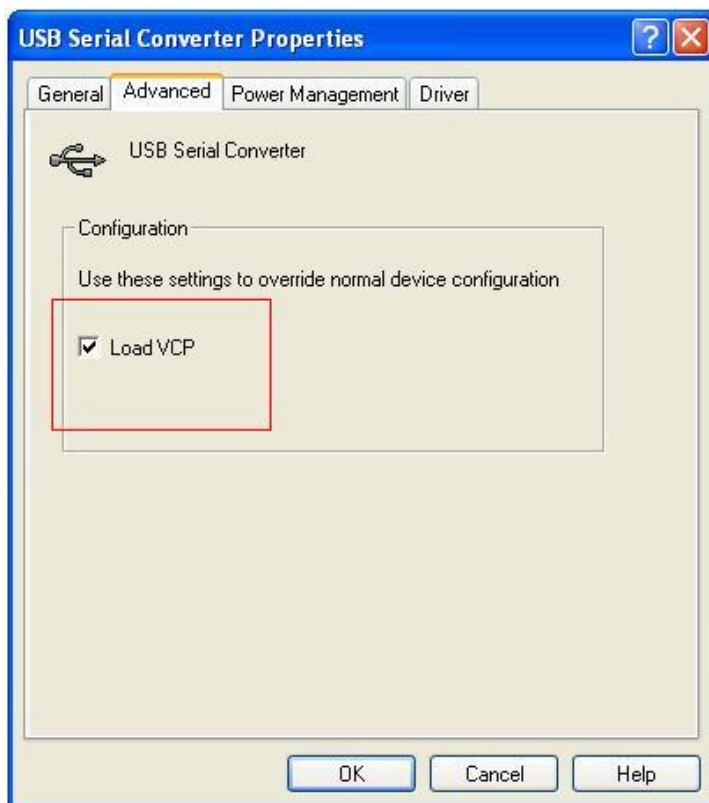 USB Serial Converter Properties
General Advanced Power Management Driver
USB Serial Converter
Configuration
Use these settings to override normal device configuration
Load VCP
OK Cancel Help